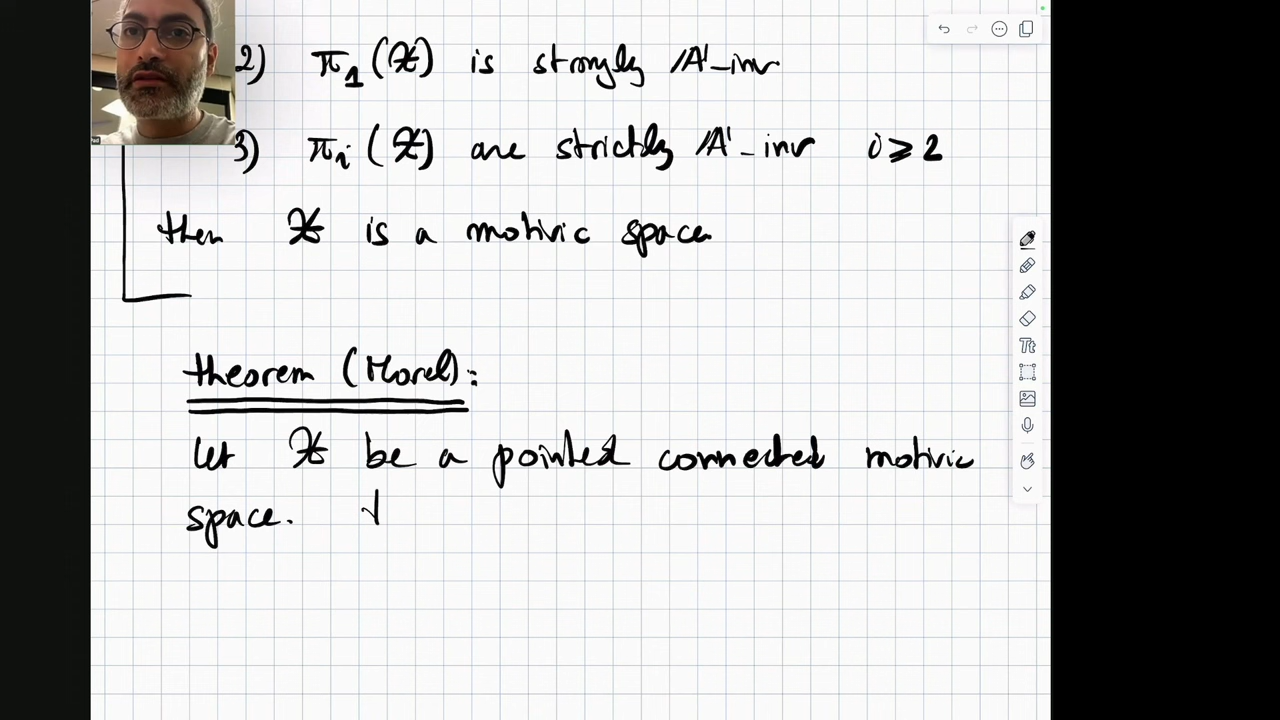 2) π₁(𝒳) is strongly 𝔸¹-inv
3) πᵢ(𝒳) are strictly 𝔸¹-inv i ⩾ 2
then 𝒳 is a motivic space
theorem (Morel):
let 𝒳 be a pointed connected motivic
space.